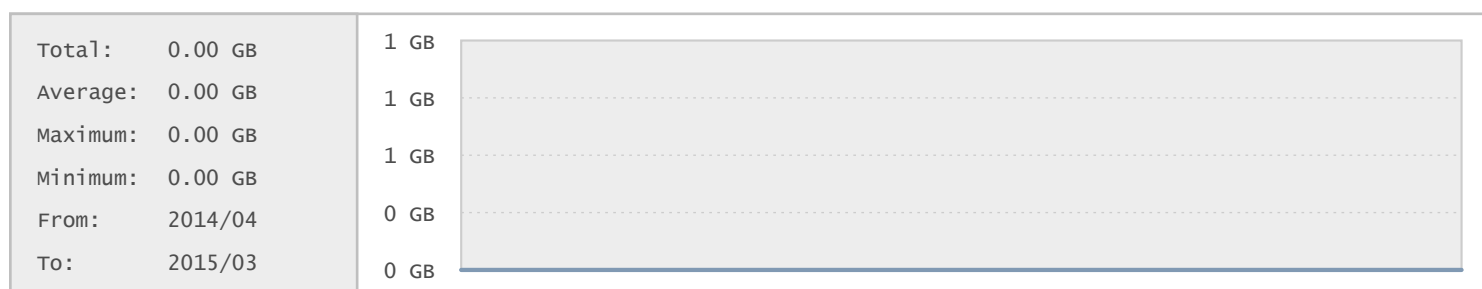 Total: 0.00 GB
Average: 0.00 GB
Maximum: 0.00 GB
Minimum: 0.00 GB
From: 2014/04
To: 2015/03
1 GB
1 GB
1 GB
0 GB
0 GB